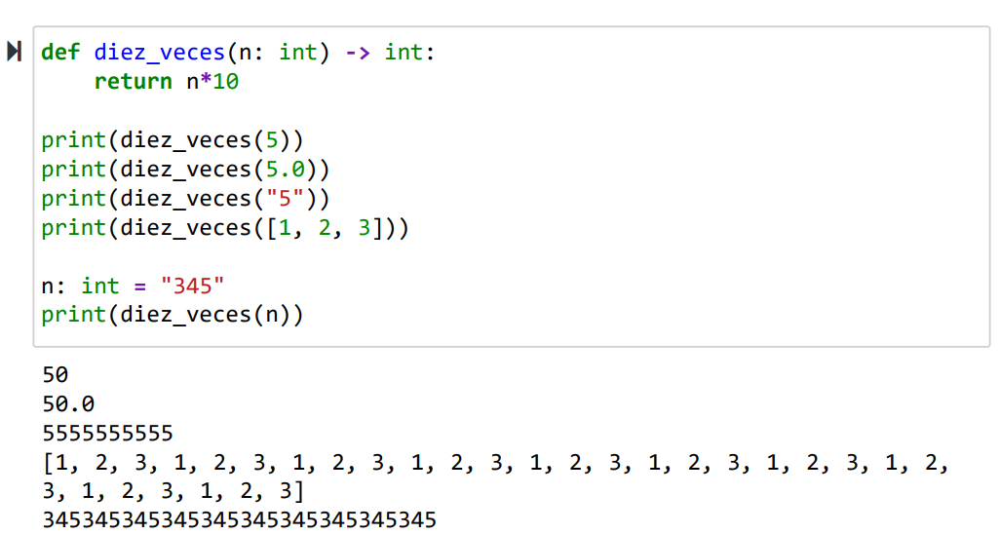 def diez_veces(n: int) -> int:
    return n*10

print(diez_veces(5))
print(diez_veces(5.0))
print(diez_veces("5"))
print(diez_veces([1, 2, 3]))

n: int = "345"
print(diez_veces(n))

50
50.0
5555555555
[1, 2, 3, 1, 2, 3, 1, 2, 3, 1, 2, 3, 1, 2, 3, 1, 2, 3, 1, 2, 3, 1, 2,
3, 1, 2, 3, 1, 2, 3]
345345345345345345345345345345